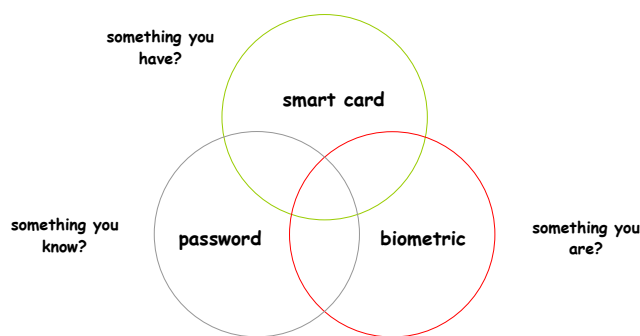 something you
have?
smart card
something you
know?
password
biometric
something you
are?